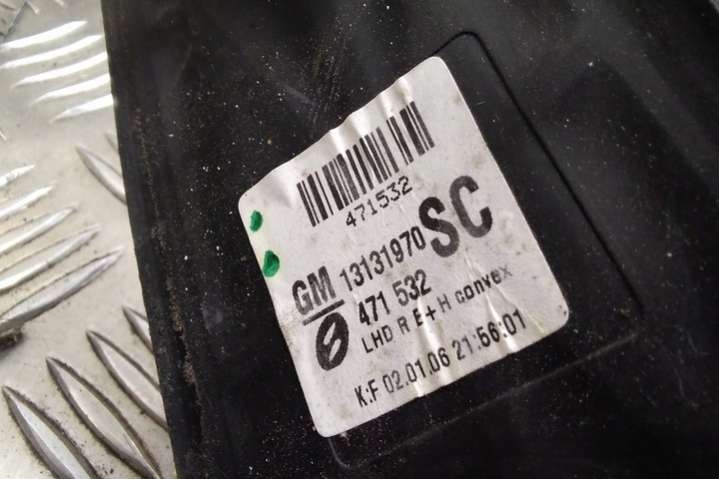 471532
GM 13131970 SC
471 532
LHD R E+H convex
K:F 02.01.06 21:56:01